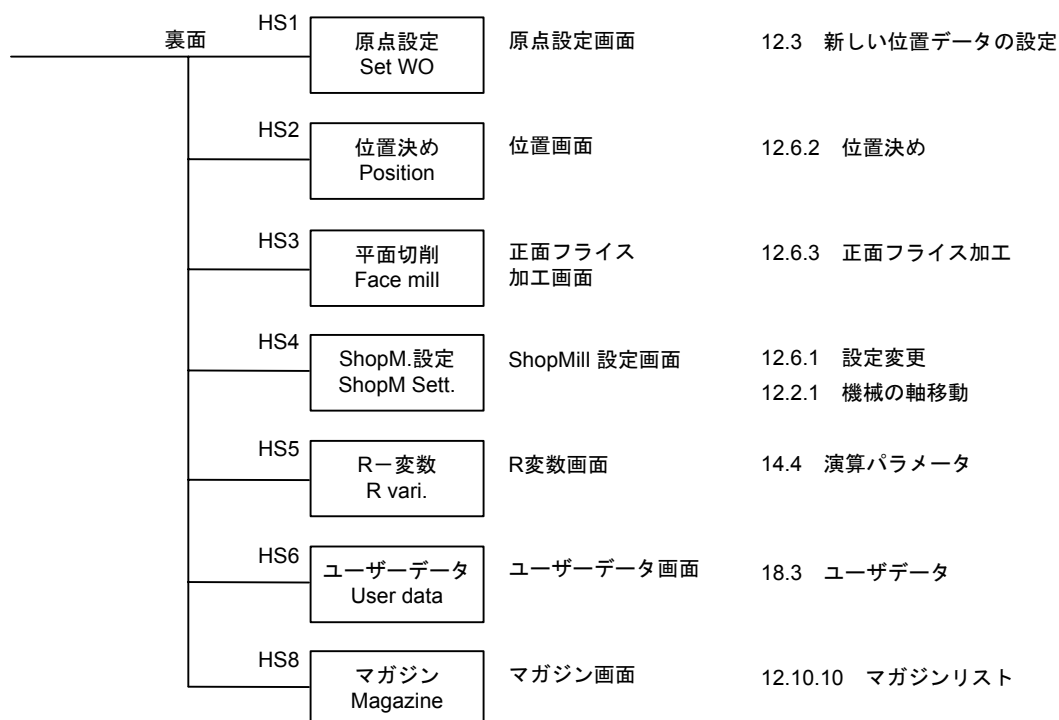 裏面
HS1
原点設定
Set WO
原点設定画面
12.3 新しい位置データの設定
HS2
位置決め
Position
位置画面
12.6.2 位置決め
HS3
平面切削
Face mill
正面フライス
加工画面
12.6.3 正面フライス加工
HS4
ShopM.設定
ShopM Sett.
ShopMill 設定画面
12.6.1 設定変更
12.2.1 機械の軸移動
HS5
R－変数
R vari.
R変数画面
14.4 演算パラメータ
HS6
ユーザーデータ
User data
ユーザーデータ画面
18.3 ユーザデータ
HS8
マガジン
Magazine
マガジン画面
12.10.10 マガジンリスト